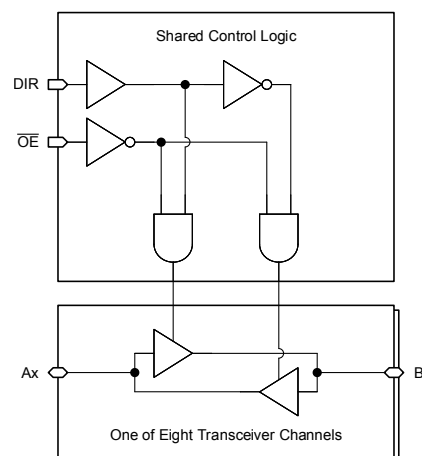 Shared Control Logic
DIR
OE
Ax
B
One of Eight Transceiver Channels